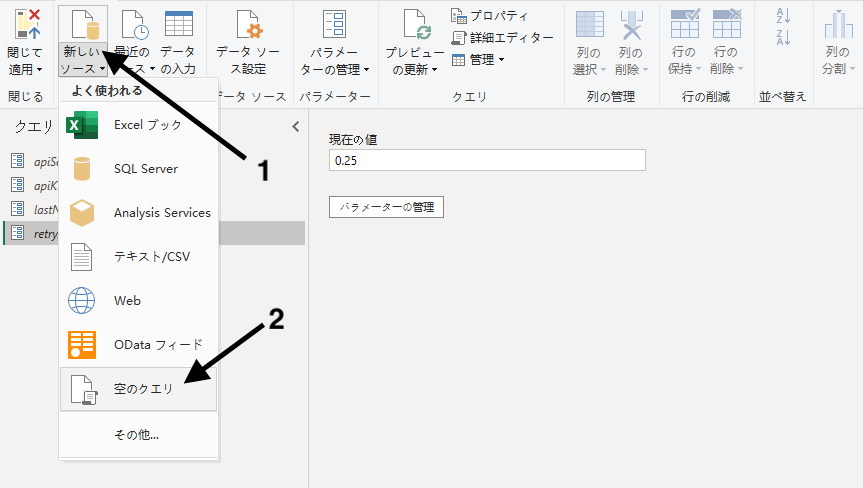 閉じて
適用
閉じる
新しい
ソース
最近の
ース
データ
の入力
データ ソー
ス設定
ータ ソース
パラメー
ターの管理
パラメーター
プレビュー
の更新
プロパティ
詳細エディター
管理
クエリ
列の
選択
列の
削除
列の管理
行の
保持
行の
削除
行の削減
A
Z
Z
A
並べ替え
列の
分割
よく使われる
Excel ブック
SQL Server
Analysis Services
テキスト/CSV
Web
OData フィード
空のクエリ
その他...
1
2
クエリ
apiSe
apiK
lastN
retry
現在の値
0.25
パラメーターの管理